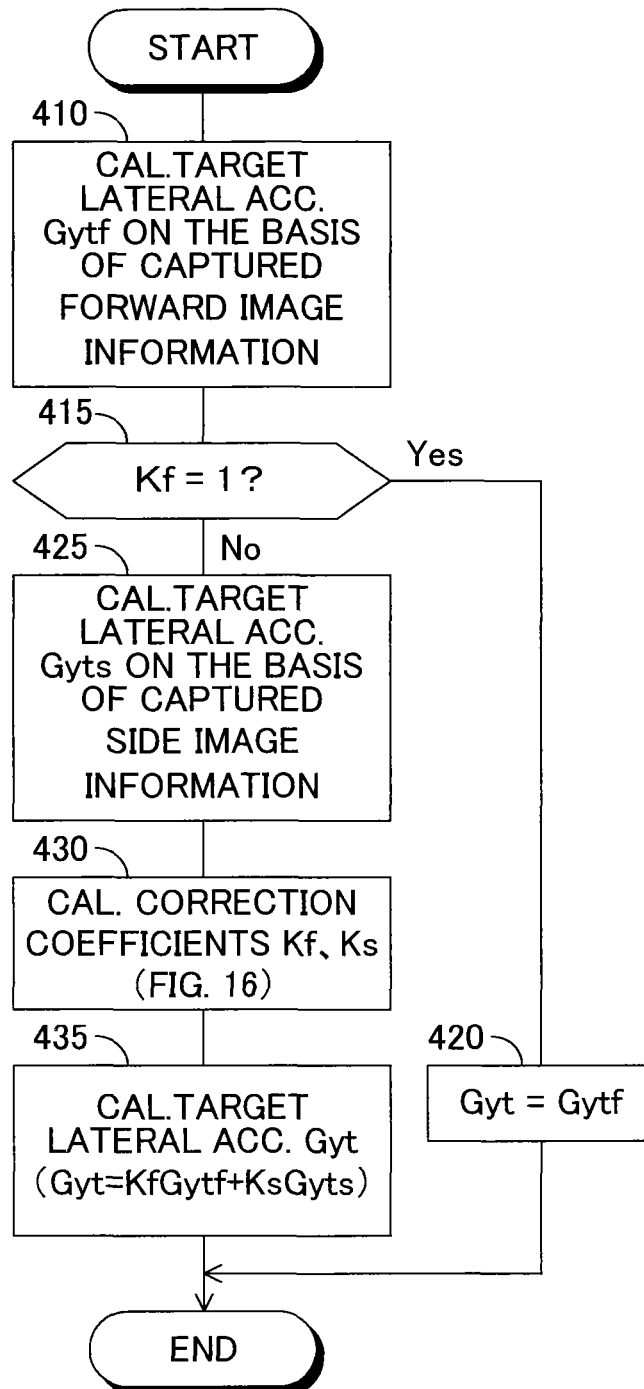 START
410
CAL.TARGET
LATERAL ACC.
Gytf ON THE BASIS
OF CAPTURED
FORWARD IMAGE
INFORMATION
415
Kf = 1?
Yes
No
425
CAL.TARGET
LATERAL ACC.
Gyts ON THE BASIS
OF CAPTURED
SIDE IMAGE
INFORMATION
430
CAL. CORRECTION
COEFFICIENTS Kf、Ks
(FIG. 16)
435
CAL.TARGET
LATERAL ACC. Gyt
(Gyt=KfGytf+KsGyts)
420
Gyt = Gytf
END